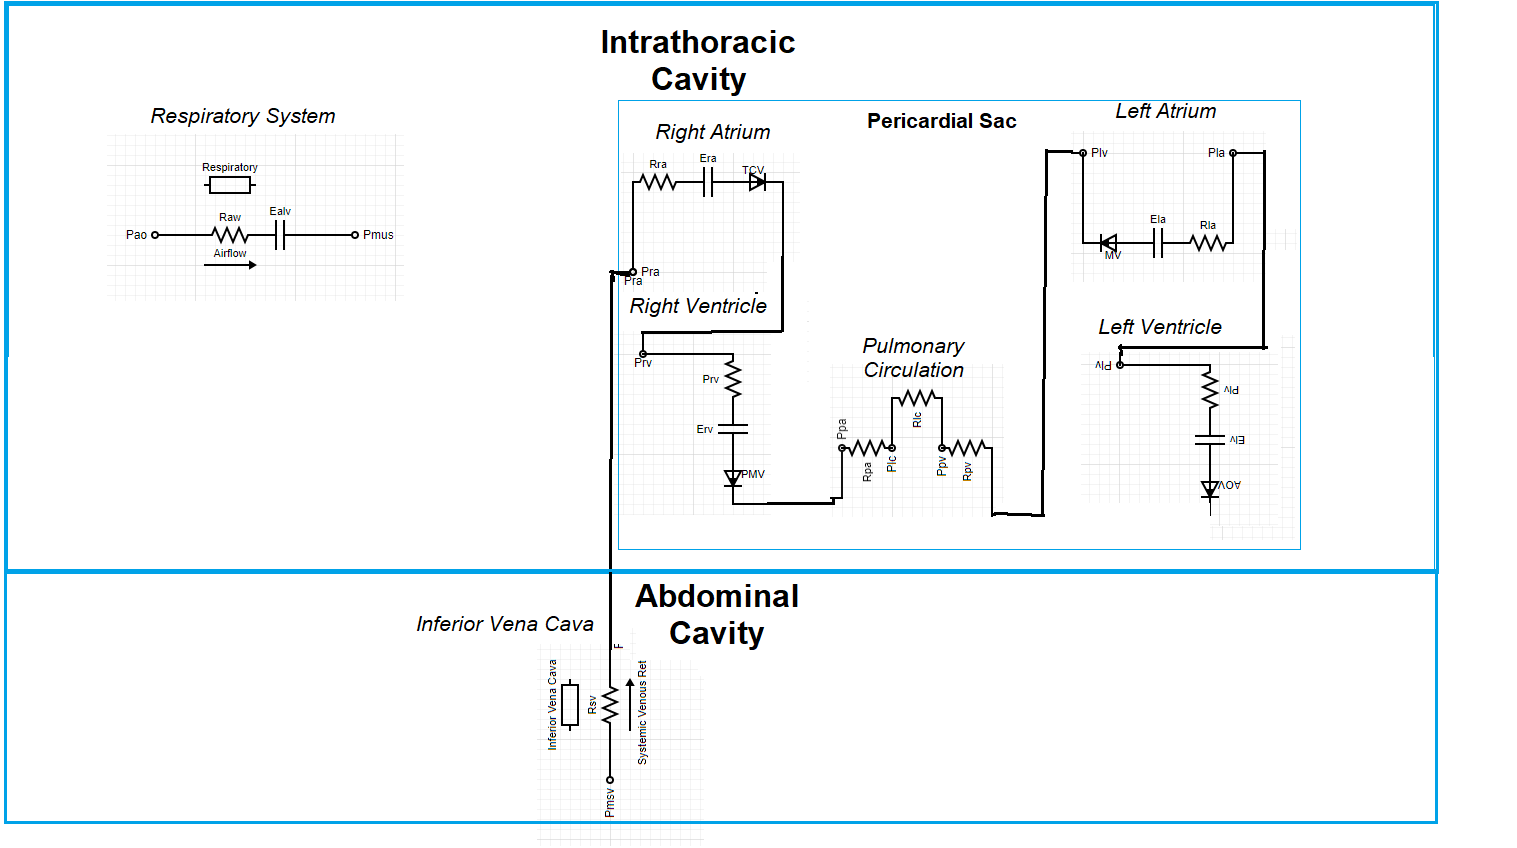 Intrathoracic
Cavity
Respiratory System
Respiratory
Raw
Ealv
Pao
Pmus
Airflow
Pericardial Sac
Right Atrium
Rra
Era
TCV
Pra
Pra
Right Ventricle
Prv
Prv
Erv
PMV
Pulmonary
Circulation
Ppa
Rpa
Plc
Rlc
Ppv
Rpv
Left Atrium
Plv
Pla
Ela
Rla
MV
Left Ventricle
Plv
Plv
Elv
AOV
Abdominal
Cavity
Inferior Vena Cava
Inferior Vena Cava
Rsv
Systemic Venous Ret
Pmsv